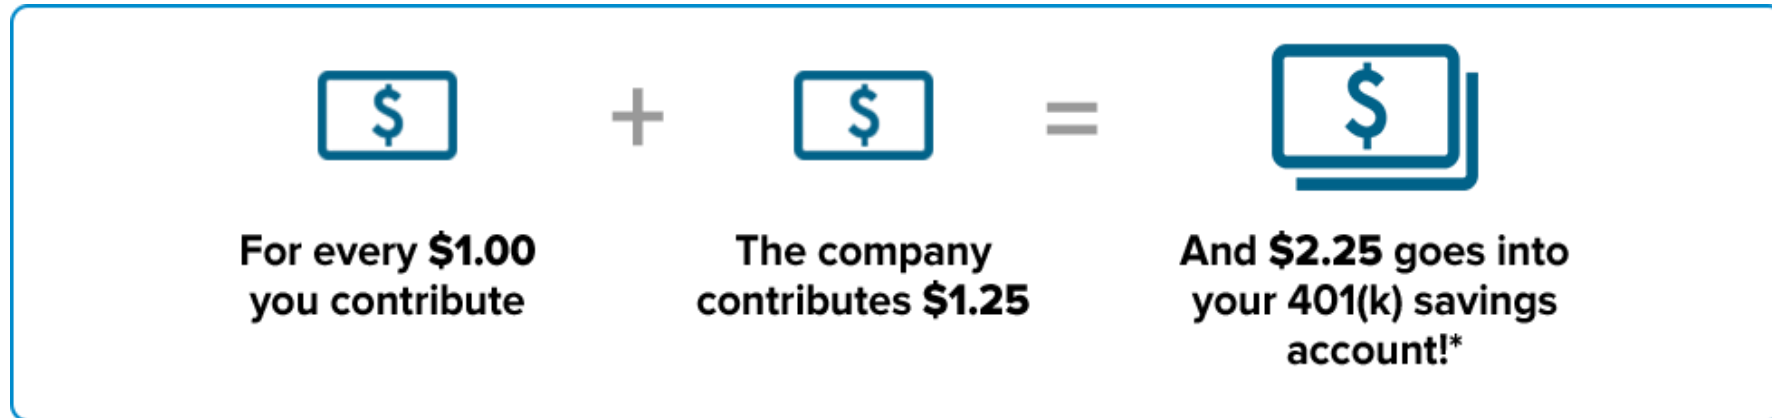 $
+
$
=
$
For every $1.00
you contribute
The company
contributes $1.25
And $2.25 goes into
your 401(k) savings
account!*